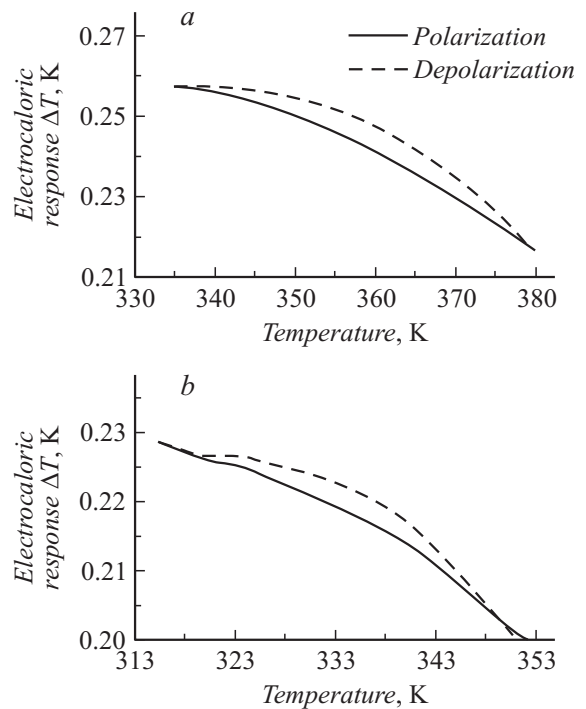 a
Polarization
Depolarization
0.27
0.25
0.23
0.21
Electrocaloric
response ΔT, K
330 340 350 360 370 380
Temperature, K
b
0.23
0.22
0.21
0.20
Electrocaloric
response ΔT, K
313 323 333 343 353
Temperature, K